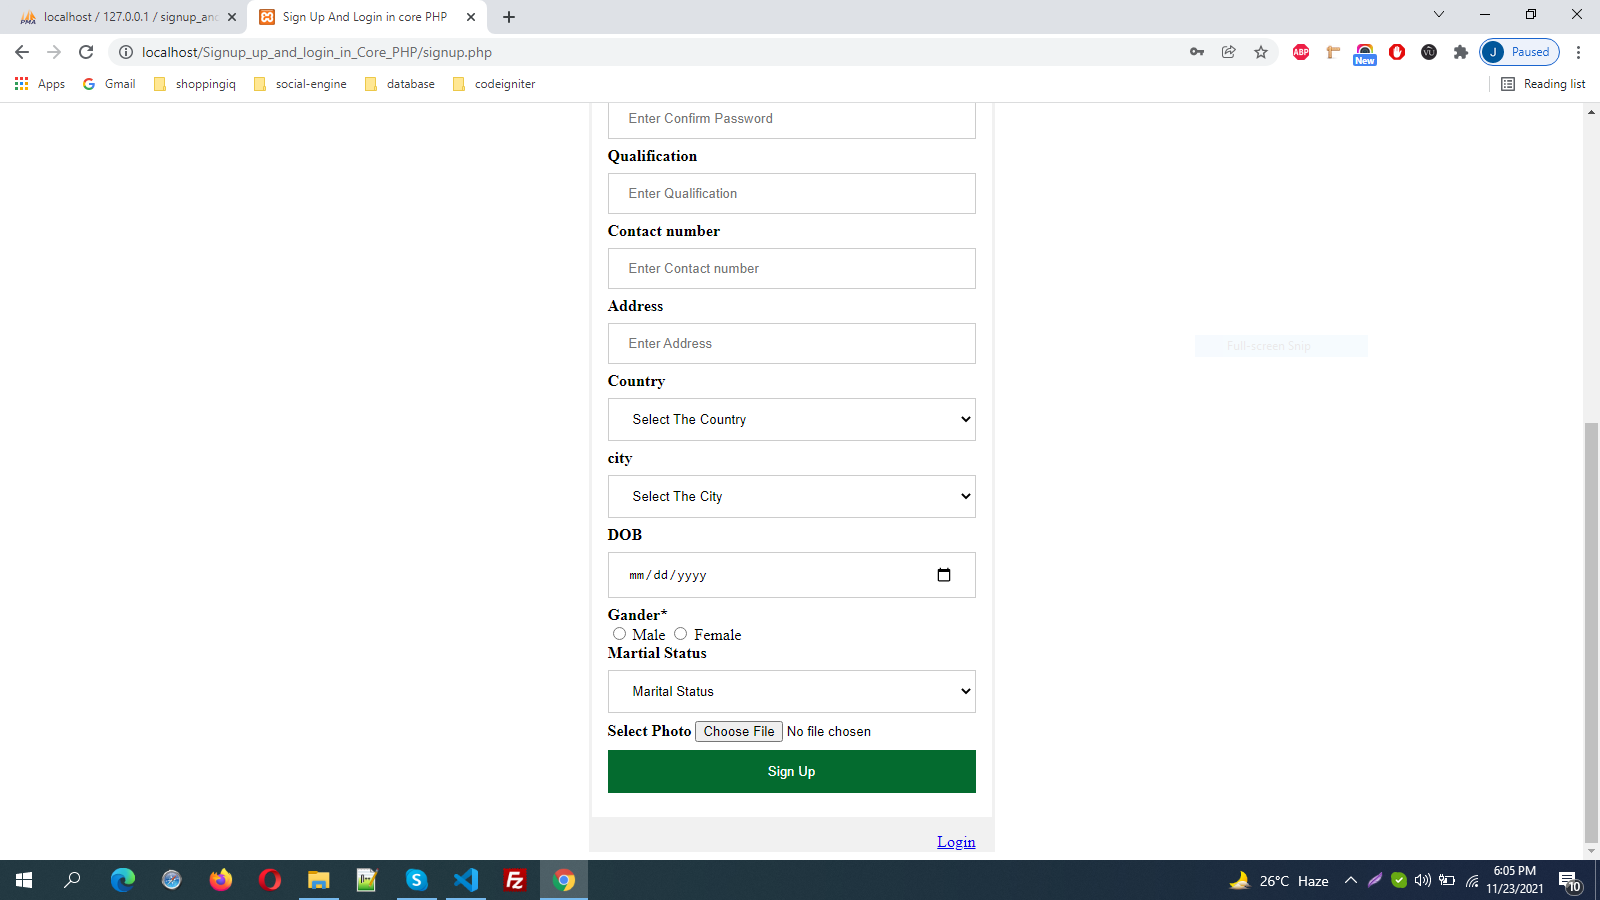 localhost / 127.0.0.1 / signup_and
Sign Up And Login in core PHP
localhost/Signup_up_and_login_in_Core_PHP/signup.php
ABP
New
VU
J Paused
Apps Gmail shoppingiq social-engine database codeigniter Reading list
Enter Confirm Password
Qualification
Enter Qualification
Contact number
Enter Contact number
Address
Enter Address
Full-screen Snip
Country
Select The Country
city
Select The City
DOB
mm/dd/yyyy
Gander*
Male Female
Martial Status
Marital Status
Select Photo Choose File No file chosen
Sign Up
Login
26°C Haze
6:05 PM
11/23/2021
10